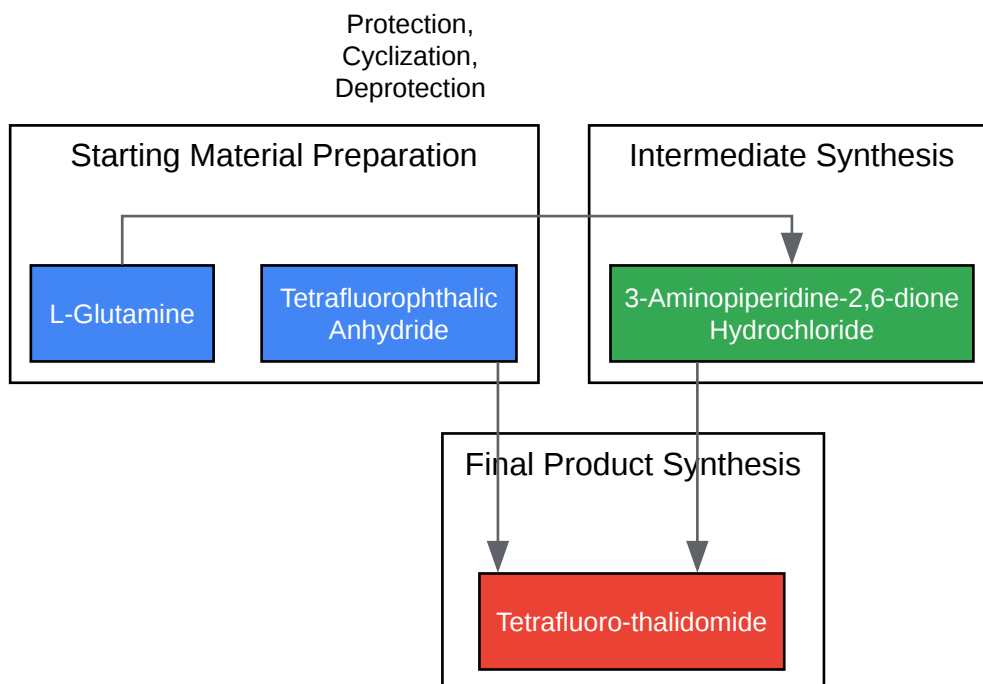 Protection,
Cyclization,
Deprotection
Starting Material Preparation
Intermediate Synthesis
L-Glutamine
Tetrafluorophthalic
Anhydride
3-Aminopiperidine-2,6-dione
Hydrochloride
Final Product Synthesis
Tetrafluoro-thalidomide